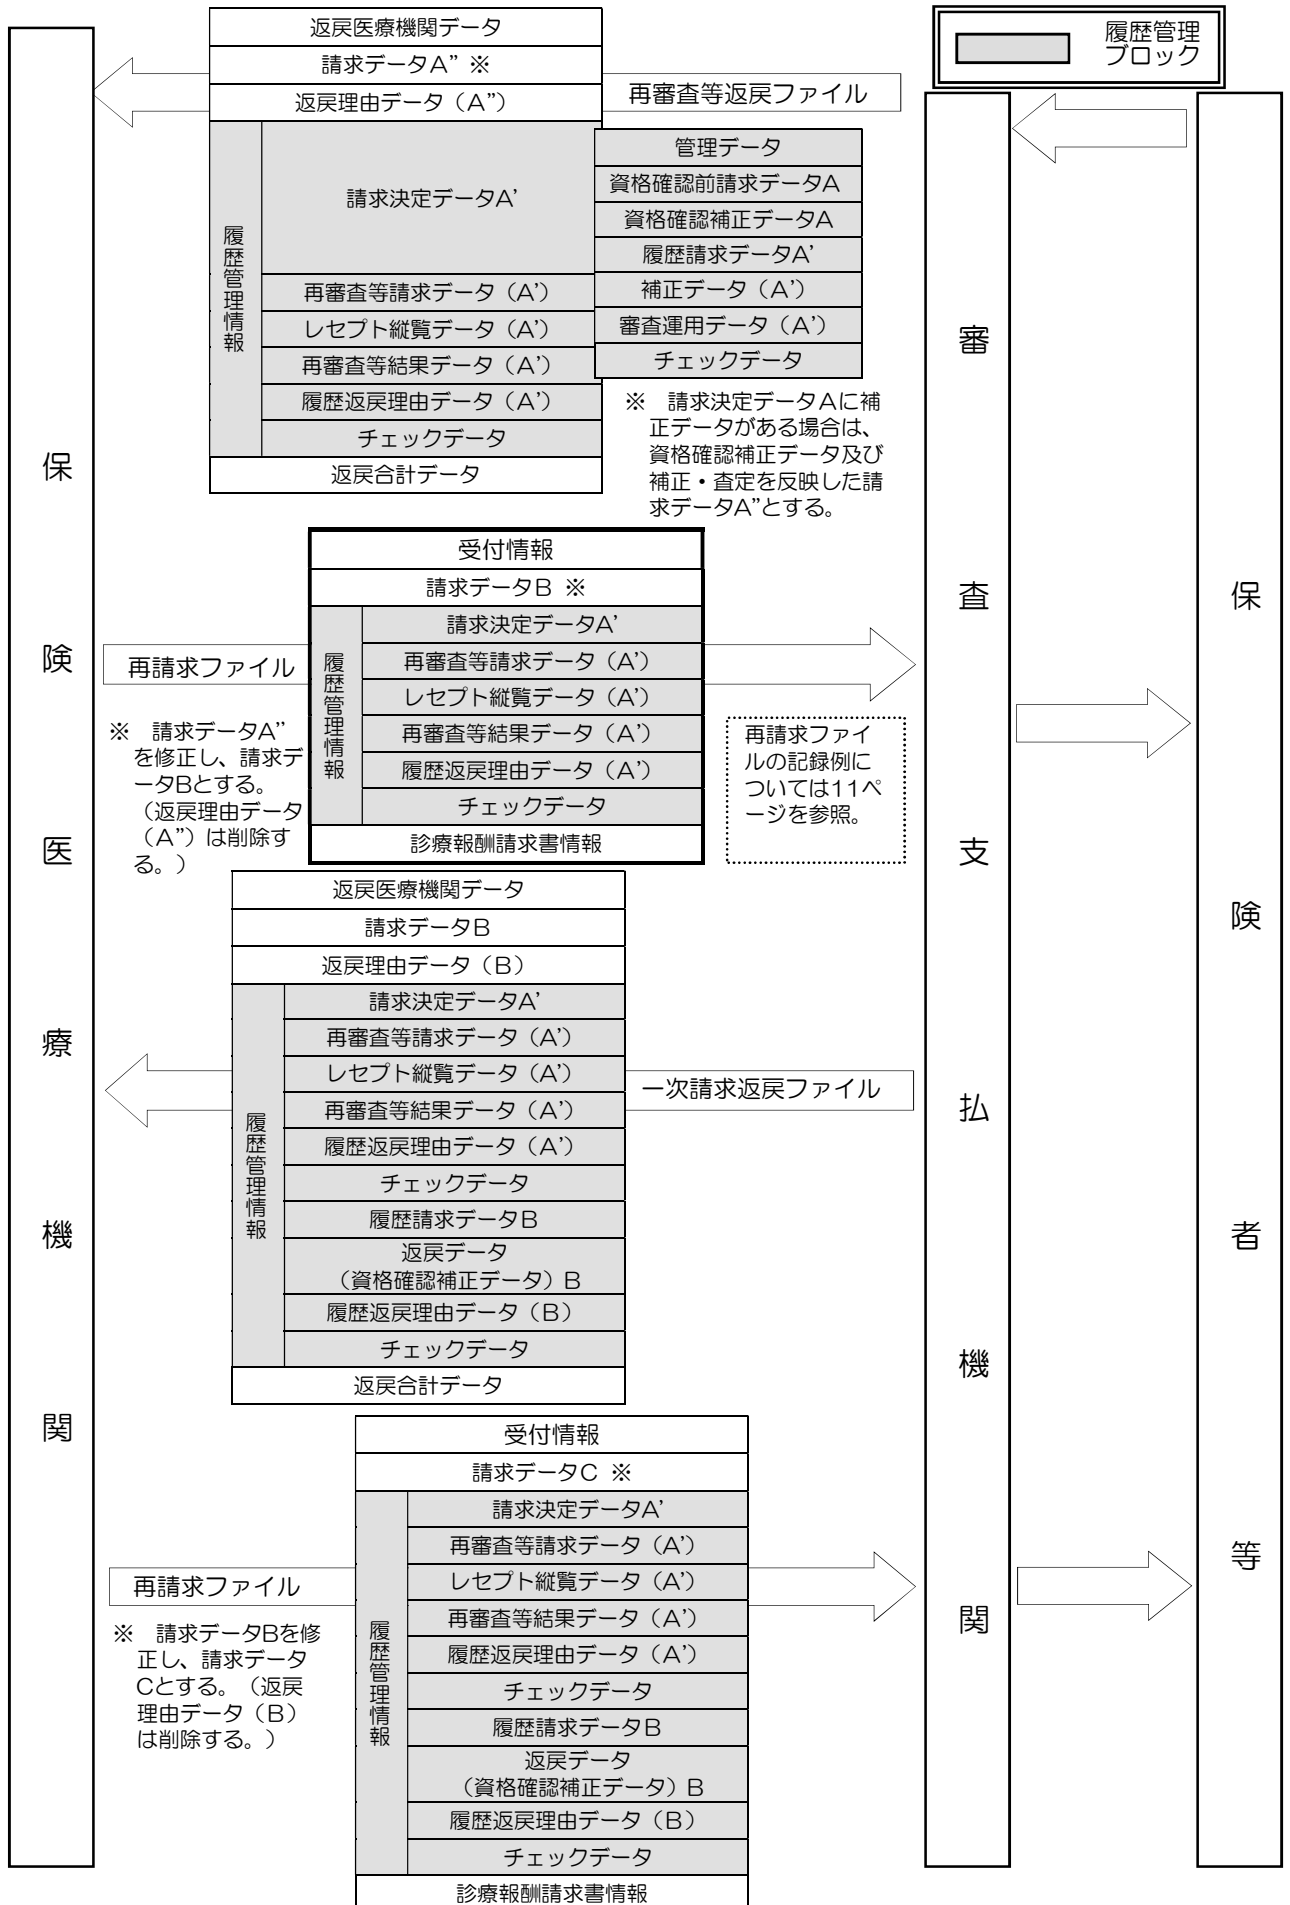 履歴管理
ブロック
保険医療機関
審査支払機関
保険者等
返戻医療機関データ
請求データA” ※
返戻理由データ（A”）
再審査等返戻ファイル
履歴管理情報
請求決定データA’
管理データ
資格確認前請求データA
資格確認補正データA
履歴請求データA’
補正データ（A’）
審査運用データ（A’）
チェックデータ
再審査等請求データ（A’）
レセプト縦覧データ（A’）
再審査等結果データ（A’）
履歴返戻理由データ（A’）
チェックデータ
返戻合計データ
※　請求決定データAに補
正データがある場合は、
資格確認補正データ及び
補正・査定を反映した請
求データA”とする。
受付情報
請求データB ※
履歴管理情報
請求決定データA’
再審査等請求データ（A’）
レセプト縦覧データ（A’）
再審査等結果データ（A’）
履歴返戻理由データ（A’）
チェックデータ
診療報酬請求書情報
再請求ファイル
※　請求データA”
を修正し、請求デ
ータBとする。
（返戻理由データ
（A”）は削除す
る。）
再請求ファイ
ルの記録例に
ついては11ペ
ージを参照。
返戻医療機関データ
請求データB
返戻理由データ（B）
履歴管理情報
請求決定データA’
再審査等請求データ（A’）
レセプト縦覧データ（A’）
再審査等結果データ（A’）
履歴返戻理由データ（A’）
チェックデータ
履歴請求データB
返戻データ
（資格確認補正データ）B
履歴返戻理由データ（B）
チェックデータ
返戻合計データ
一次請求返戻ファイル
受付情報
請求データC ※
履歴管理情報
請求決定データA’
再審査等請求データ（A’）
レセプト縦覧データ（A’）
再審査等結果データ（A’）
履歴返戻理由データ（A’）
チェックデータ
履歴請求データB
返戻データ
（資格確認補正データ）B
履歴返戻理由データ（B）
チェックデータ
診療報酬請求書情報
再請求ファイル
※　請求データBを修
正し、請求データ
Cとする。（返戻
理由データ（B）
は削除する。）